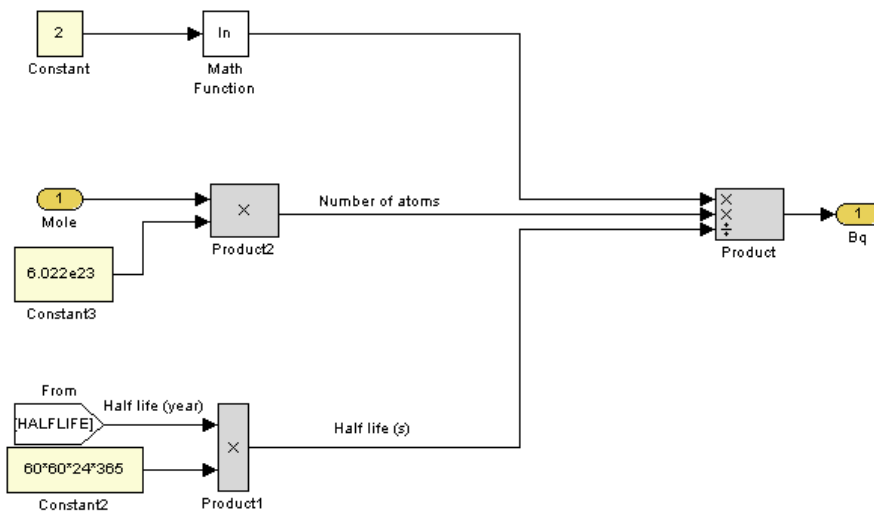 2
Constant
ln
Math
Function
1
Mole
×
Product2
Number of atoms
6.022e23
Constant3
×
×
÷
Product
1
Bq
From
[HALFLIFE]
Half life (year)
60*60*24*365
Constant2
×
Product1
Half life (s)